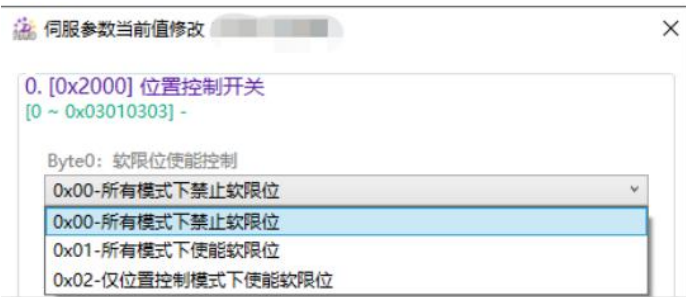 伺服参数当前值修改
0. [0x2000] 位置控制开关
[0 ~ 0x03010303] -
Byte0：软限位使能控制
0x00-所有模式下禁止软限位
0x00-所有模式下禁止软限位
0x01-所有模式下使能软限位
0x02-仅位置控制模式下使能软限位